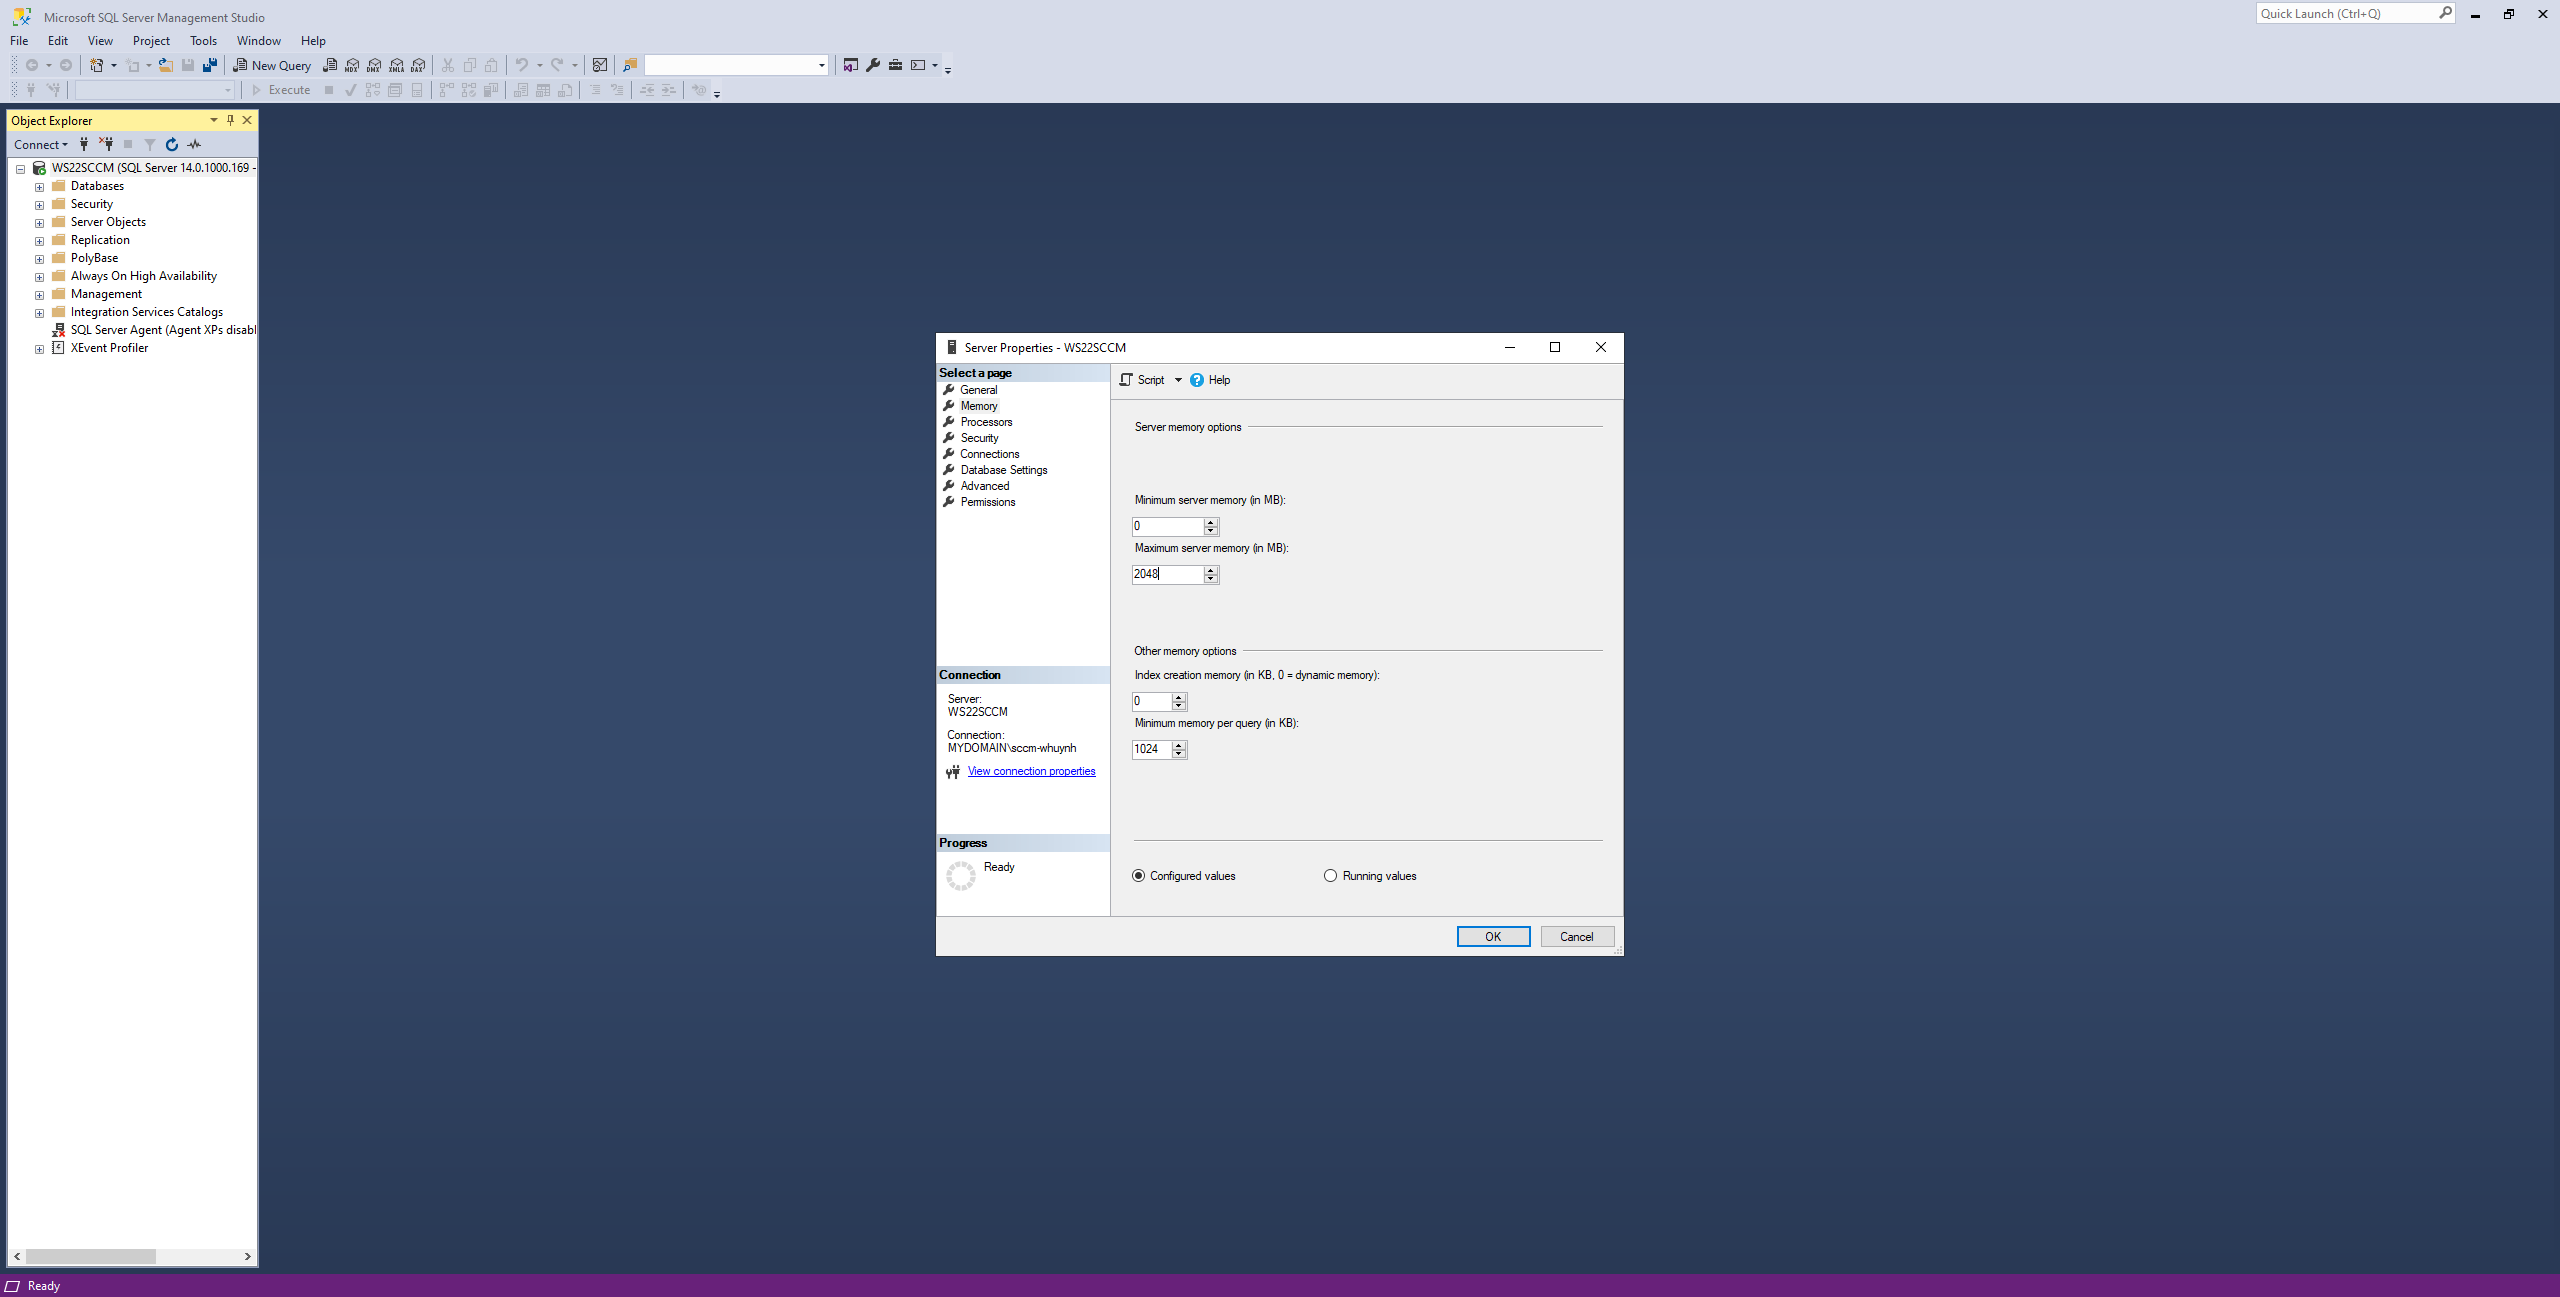 Microsoft SQL Server Management Studio
Quick Launch (Ctrl+Q)
File Edit View Project Tools Window Help
New Query MDX DMX XMLA DAX
Execute
Object Explorer
Connect
WS22SCCM (SQL Server 14.0.1000.169 -
Databases
Security
Server Objects
Replication
PolyBase
Always On High Availability
Management
Integration Services Catalogs
SQL Server Agent (Agent XPs disabl
XEvent Profiler
Server Properties - WS22SCCM
Select a page
General
Memory
Processors
Security
Connections
Database Settings
Advanced
Permissions
Connection
Server:
WS22SCCM
Connection:
MYDOMAIN\sccm-whuynh
View connection properties
Progress
Ready
Script Help
Server memory options
Minimum server memory (in MB):
0
Maximum server memory (in MB):
2048
Other memory options
Index creation memory (in KB, 0 = dynamic memory):
0
Minimum memory per query (in KB):
1024
Configured values Running values
OK Cancel
Ready